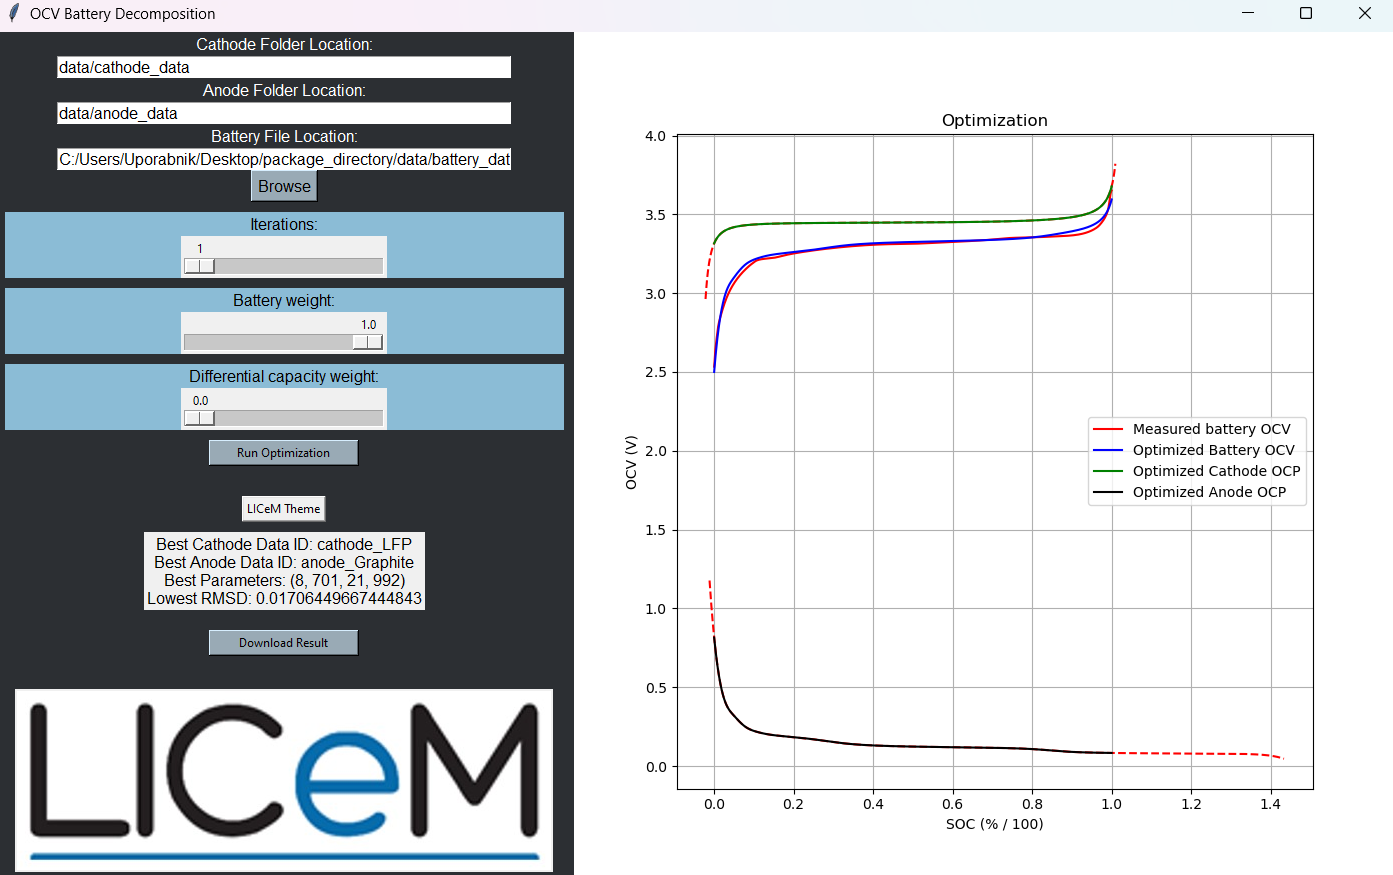 OCV Battery Decomposition
Cathode Folder Location:
data/cathode_data
Anode Folder Location:
data/anode_data
Battery File Location:
C:/Users/Uporabnik/Desktop/package_directory/data/battery_dat
Browse
Iterations:
1
Battery weight:
1.0
Differential capacity weight:
0.0
Run Optimization
LICeM Theme
Best Cathode Data ID: cathode_LFP
Best Anode Data ID: anode_Graphite
Best Parameters: (8, 701, 21, 992)
Lowest RMSD: 0.01706449667444843
Download Result
LICeM
Optimization
4.0
3.5
3.0
2.5
2.0
1.5
1.0
0.5
0.0
OCV (V)
Measured battery OCV
Optimized Battery OCV
Optimized Cathode OCP
Optimized Anode OCP
0.0 0.2 0.4 0.6 0.8 1.0 1.2 1.4
SOC (% / 100)